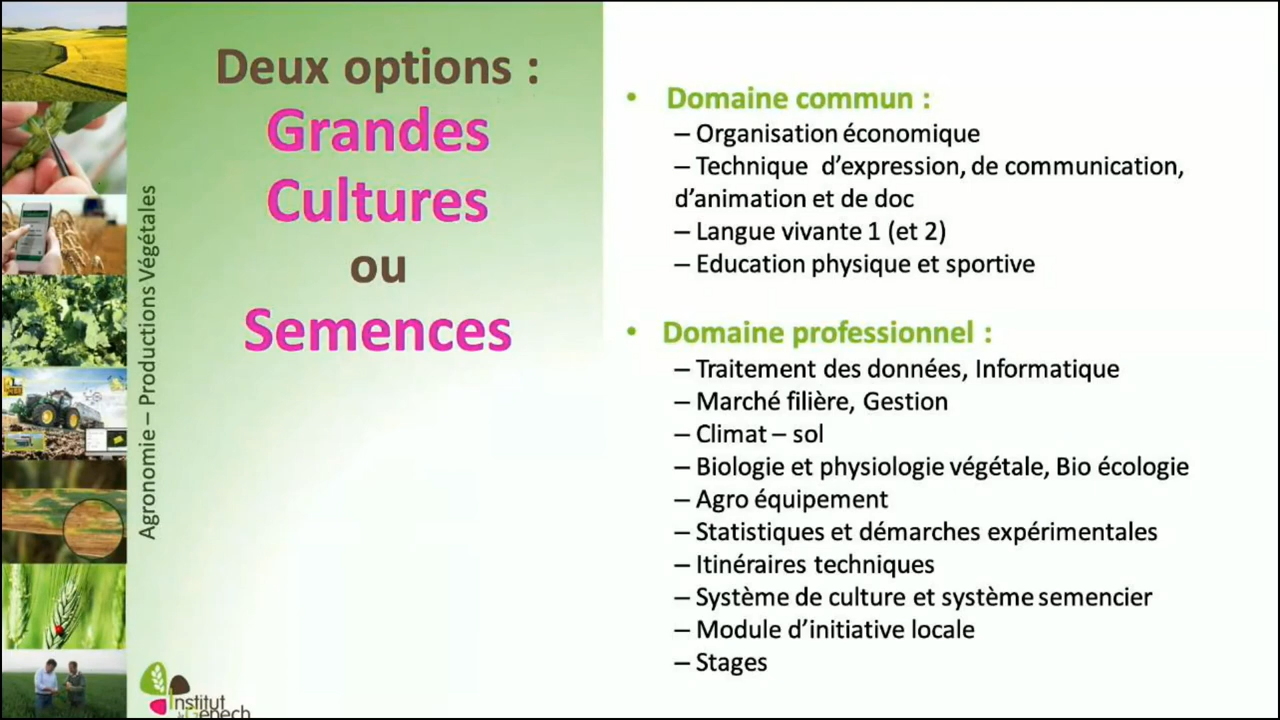 Deux options :
Grandes
Cultures
ou
Semences
Agronomie – Productions Végétales
Institut
de Genech
• Domaine commun :
– Organisation économique
– Technique d'expression, de communication,
d'animation et de doc
– Langue vivante 1 (et 2)
– Education physique et sportive
• Domaine professionnel :
– Traitement des données, Informatique
– Marché filière, Gestion
– Climat – sol
– Biologie et physiologie végétale, Bio écologie
– Agro équipement
– Statistiques et démarches expérimentales
– Itinéraires techniques
– Système de culture et système semencier
– Module d'initiative locale
– Stages